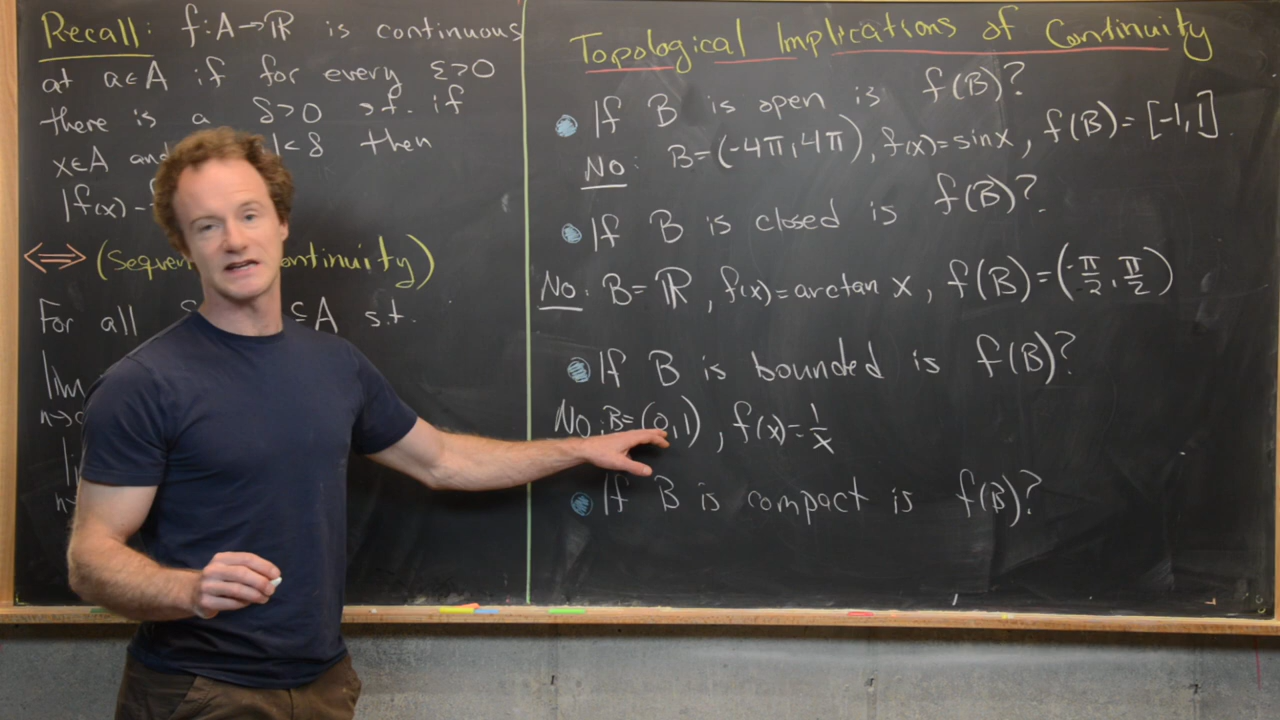 Recall: f:A→ℝ is continuous
at a∈A if for every ε>0
there is a δ>0 s.t. if
x∈A and |<δ then
|f(x)-
⟺ (Sequen ontinuity)
For all ⊆A s.t.
lim
n→
li
n→
Topological Implications of Continuity
• If B is open is f(B)?
No: B=(-4π,4π), f(x)=sinx, f(B)=[-1,1].
• If B is closed is f(B)?
No: B=ℝ, f(x)=arctan x, f(B)=(-π/2,π/2)
• If B is bounded is f(B)?
No: B=(0,1), f(x)=1/x
• If B is compact is f(B)?